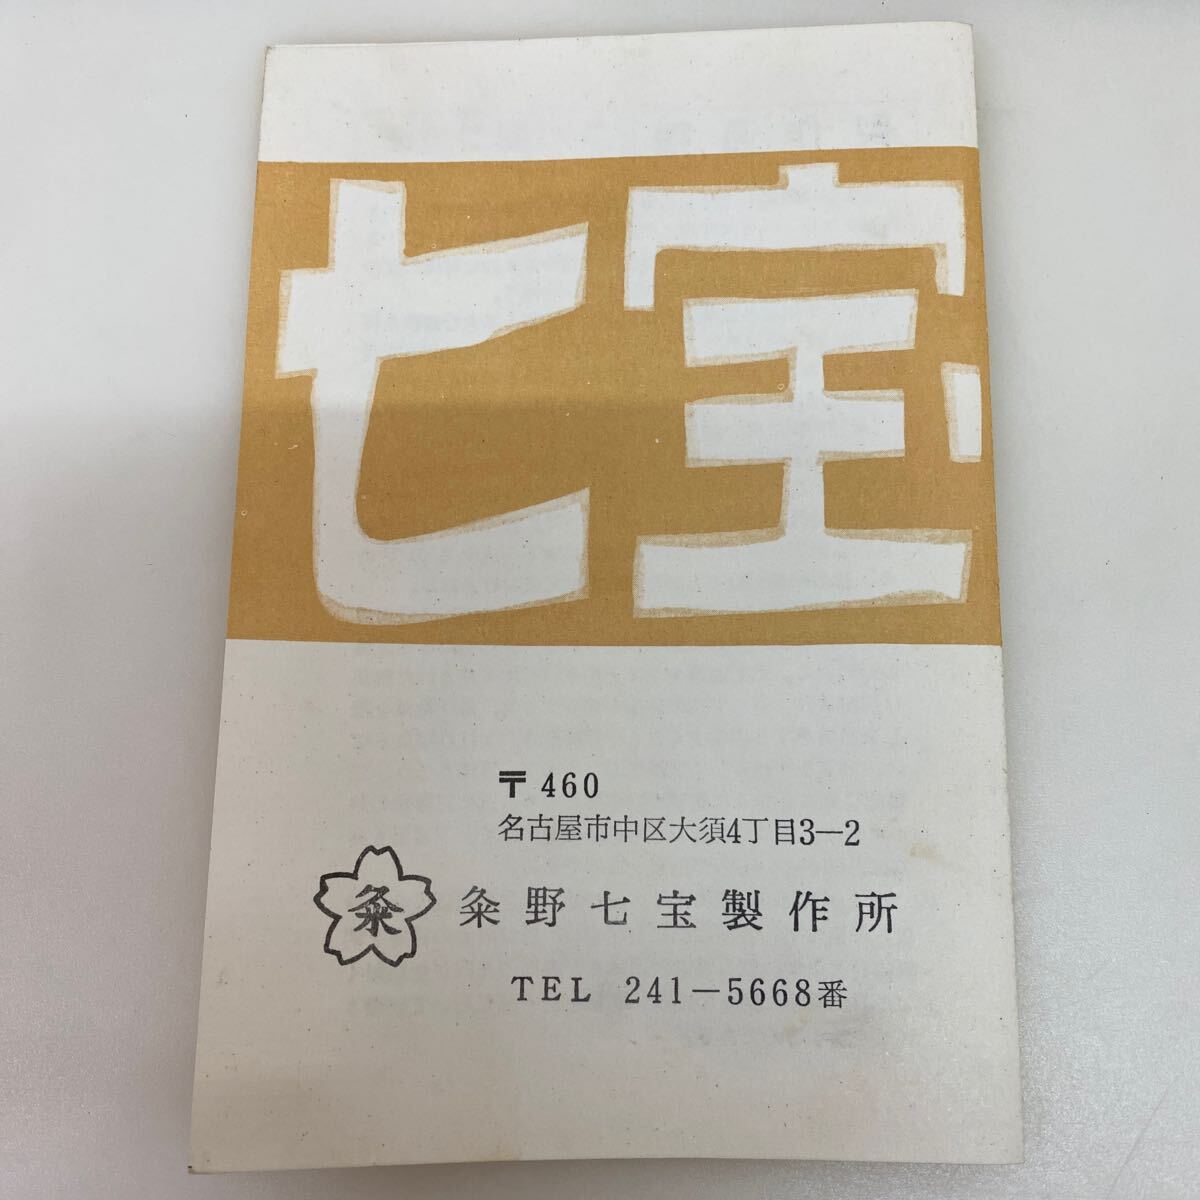 七宝
〒460
名古屋市中区大須4丁目3—2
粂
粂野七宝製作所
TEL 241－5668番